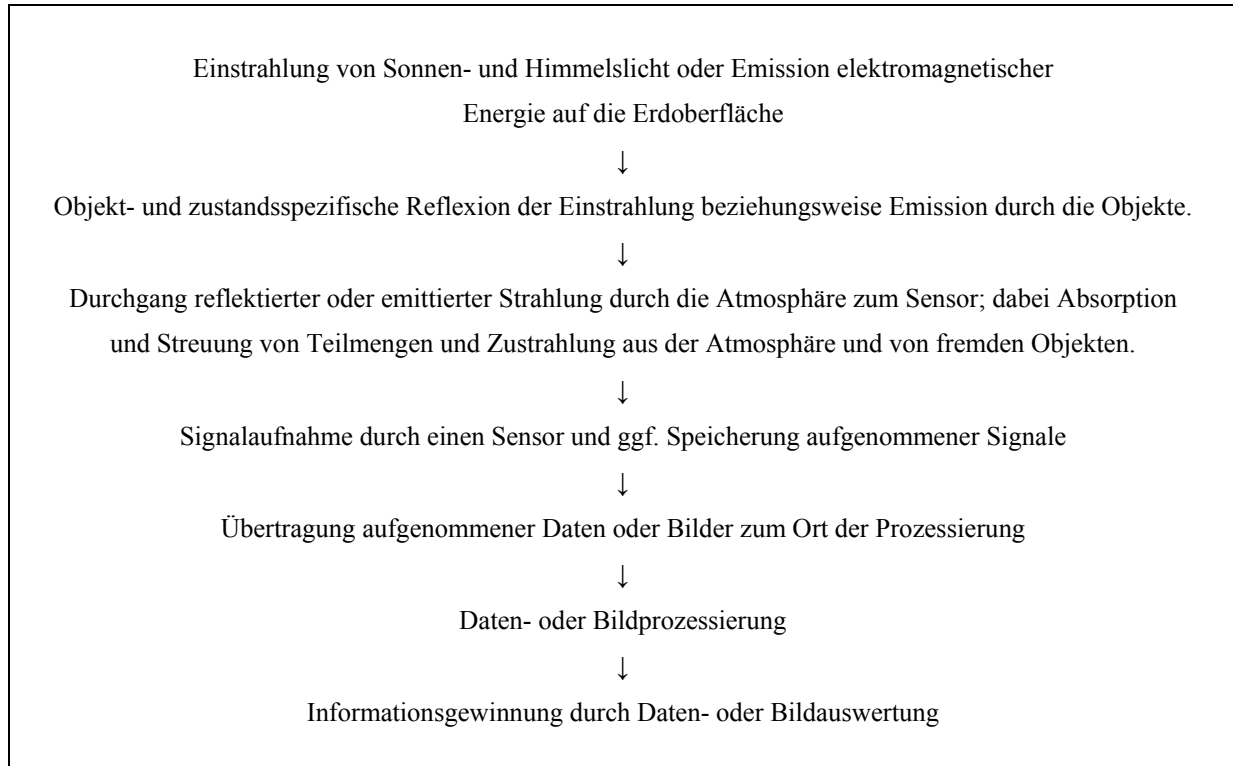 Einstrahlung von Sonnen- und Himmelslicht oder Emission elektromagnetischer
Energie auf die Erdoberfläche
↓
Objekt- und zustandsspezifische Reflexion der Einstrahlung beziehungsweise Emission durch die Objekte.
↓
Durchgang reflektierter oder emittierter Strahlung durch die Atmosphäre zum Sensor; dabei Absorption
und Streuung von Teilmengen und Zustrahlung aus der Atmosphäre und von fremden Objekten.
↓
Signalaufnahme durch einen Sensor und ggf. Speicherung aufgenommener Signale
↓
Übertragung aufgenommener Daten oder Bilder zum Ort der Prozessierung
↓
Daten- oder Bildprozessierung
↓
Informationsgewinnung durch Daten- oder Bildauswertung